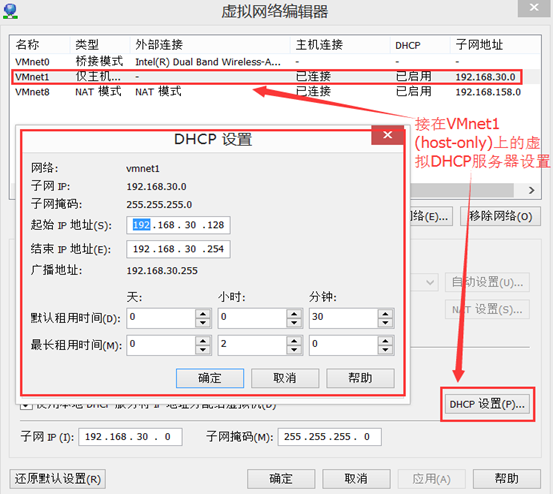 虚拟网络编辑器
名称 类型 外部连接 主机连接 DHCP 子网地址
VMnet0 桥接模式 Intel(R) Dual Band Wireless-A... - - -
VMnet1 仅主机... - 已连接 已启用 192.168.30.0
VMnet8 NAT 模式 NAT 模式 已连接 已启用 192.168.158.0
接在VMnet1
(host-only)上的虚
拟DHCP服务器设置
DHCP 设置
网络: vmnet1
子网 IP: 192.168.30.0
子网掩码: 255.255.255.0
起始 IP 地址(S): 192 . 168 . 30 . 128
结束 IP 地址(E): 192 . 168 . 30 . 254
广播地址: 192.168.30.255
天: 小时: 分钟:
默认租用时间(D): 0 0 30
最长租用时间(M): 0 2 0
确定 取消 帮助
网络(E)... 移除网络(O)
自动设置(U)...
NAT 设置(S)...
使用本地 DHCP 服务将 IP 地址分配给虚拟机(D)
DHCP 设置(P)...
子网 IP (I): 192 . 168 . 30 . 0 子网掩码(M): 255 . 255 . 255 . 0
还原默认设置(R) 确定 取消 应用(A) 帮助